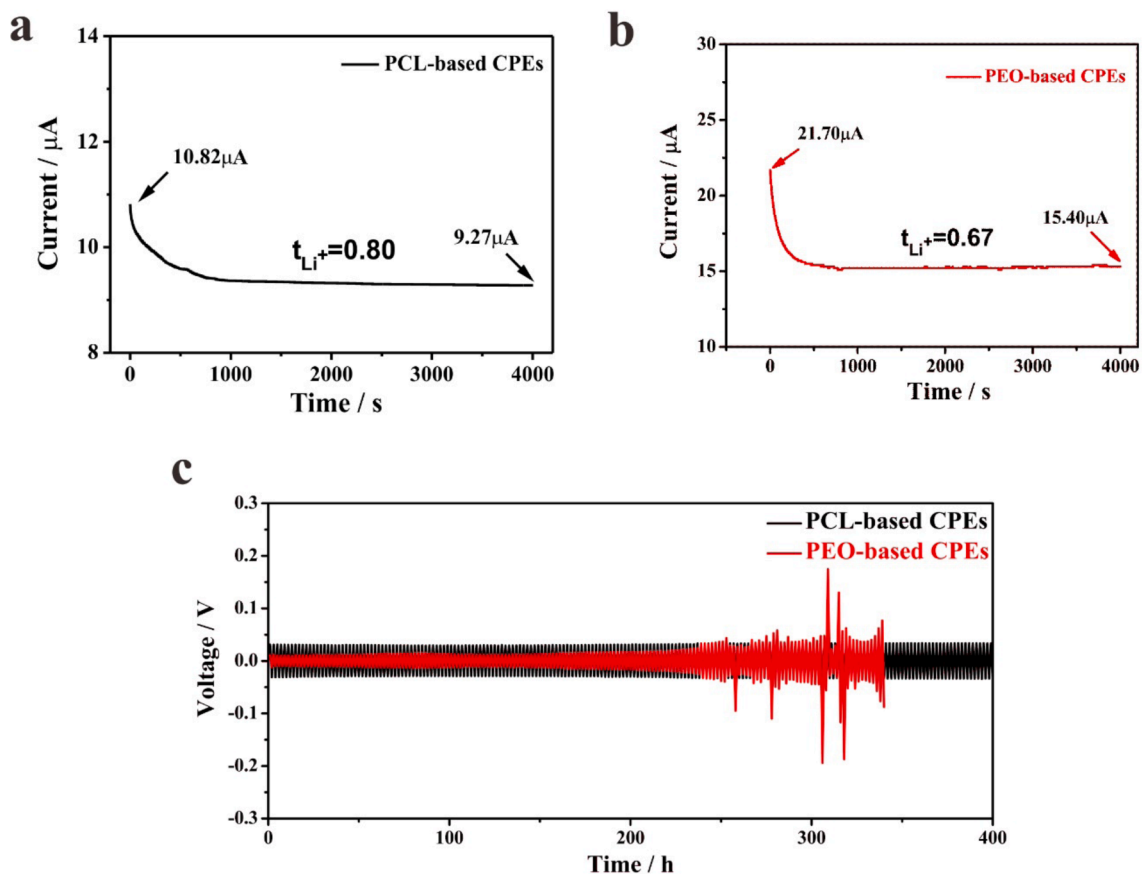 a
14
12
10
8
Current / μA
PCL-based CPEs
10.82μA
t_Li+=0.80
9.27μA
0 1000 2000 3000 4000
Time / s
b
30
25
20
15
10
Current / μA
PEO-based CPEs
21.70μA
t_Li+=0.67
15.40μA
0 1000 2000 3000 4000
Time / s
c
0.3
0.2
0.1
0.0
-0.1
-0.2
-0.3
Voltage / V
PCL-based CPEs
PEO-based CPEs
0 100 200 300 400
Time / h